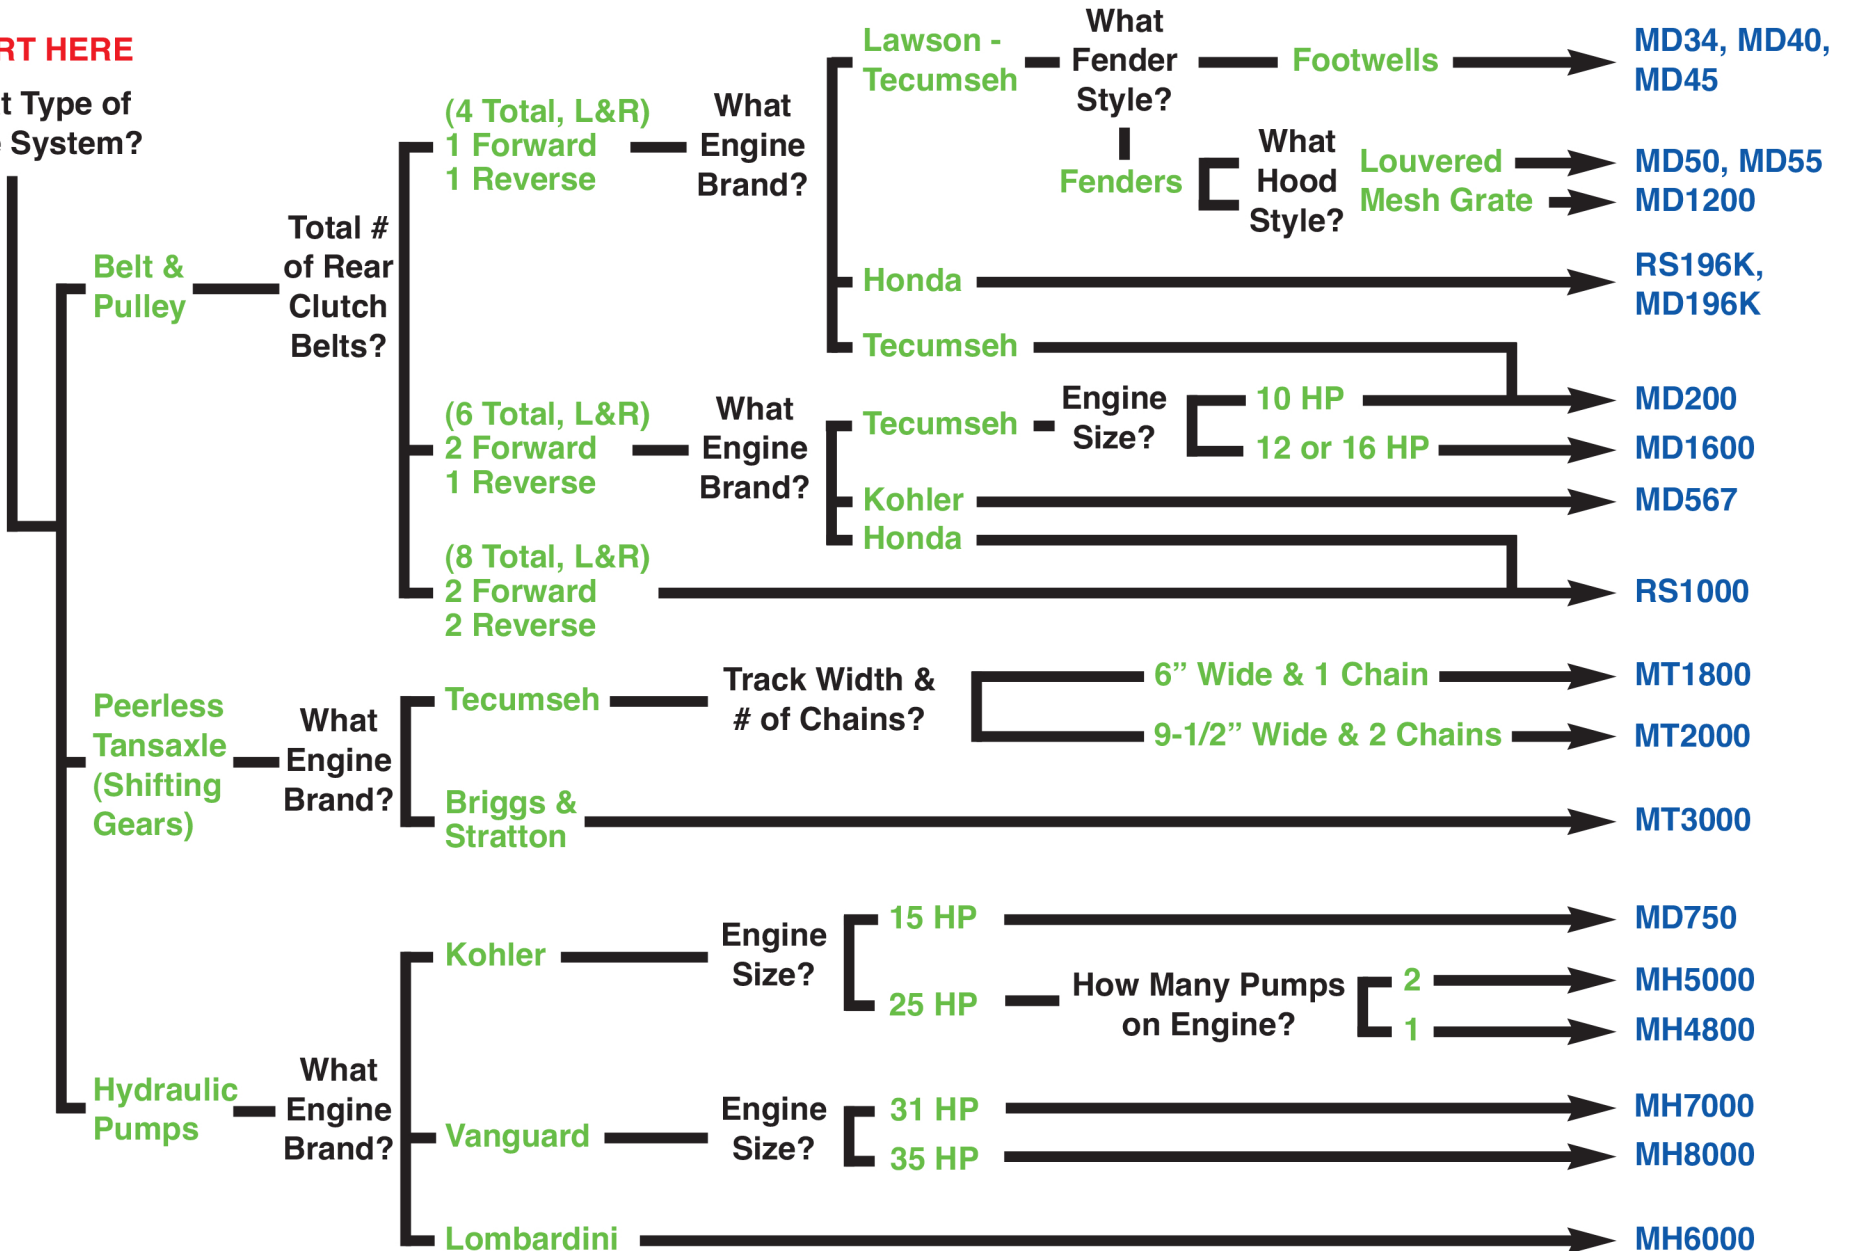 RT HERE
t Type of
System?
Belt &
Pulley
Total #
of Rear
Clutch
Belts?
(4 Total, L&R)
1 Forward
1 Reverse
What
Engine
Brand?
Lawson -
Tecumseh
What
Fender
Style?
Footwells
MD34, MD40,
MD45
Fenders
What
Hood
Style?
Louvered
MD50, MD55
Mesh Grate
MD1200
Honda
RS196K,
MD196K
Tecumseh
(6 Total, L&R)
2 Forward
1 Reverse
What
Engine
Brand?
Tecumseh
Engine
Size?
10 HP
MD200
12 or 16 HP
MD1600
Kohler
MD567
Honda
(8 Total, L&R)
2 Forward
2 Reverse
RS1000
Peerless
Tansaxle
(Shifting
Gears)
What
Engine
Brand?
Tecumseh
Track Width &
# of Chains?
6” Wide & 1 Chain
MT1800
9-1/2” Wide & 2 Chains
MT2000
Briggs &
Stratton
MT3000
Hydraulic
Pumps
What
Engine
Brand?
Kohler
Engine
Size?
15 HP
MD750
25 HP
How Many Pumps
on Engine?
2
MH5000
1
MH4800
Vanguard
Engine
Size?
31 HP
MH7000
35 HP
MH8000
Lombardini
MH6000